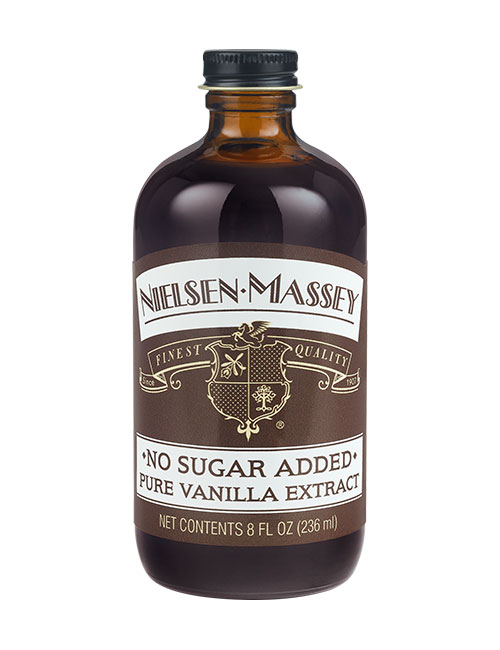 NIELSEN·MASSEY
FINEST QUALITY
Since 1907
®
·NO SUGAR ADDED·
PURE VANILLA EXTRACT
NET CONTENTS 8 FL OZ (236 ml)